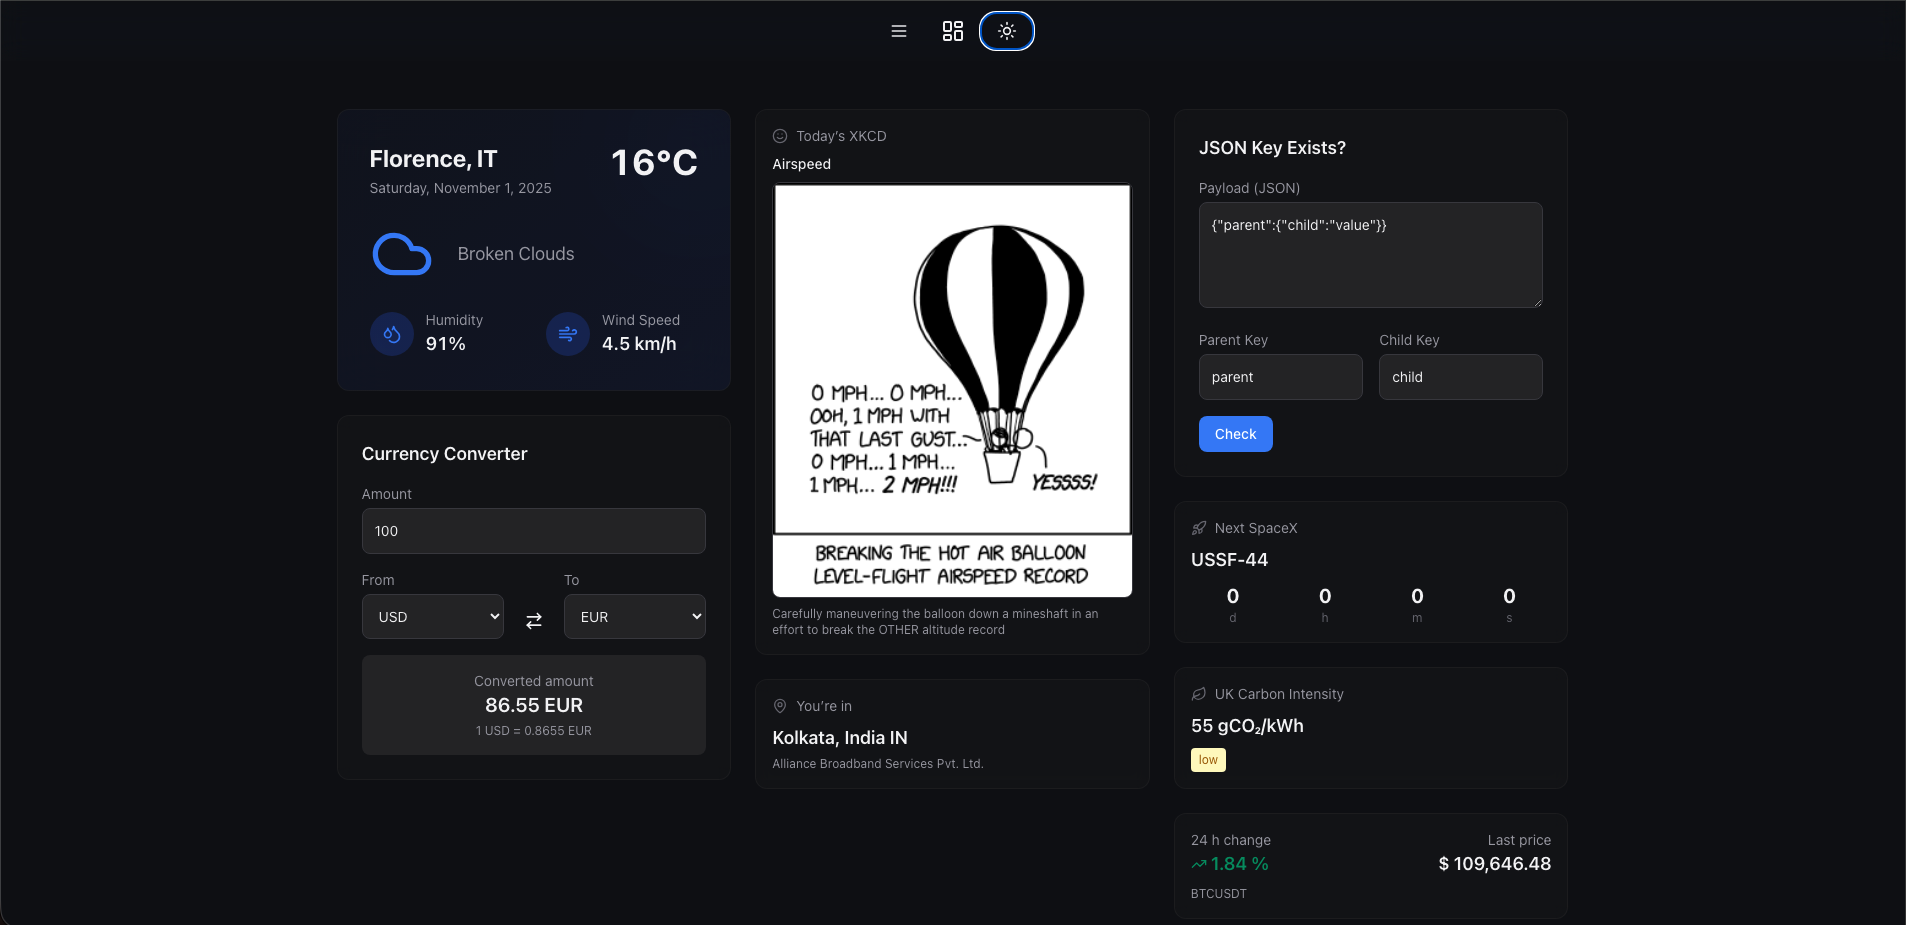 Florence, IT
16°C
Saturday, November 1, 2025
Broken Clouds
Humidity
91%
Wind Speed
4.5 km/h
Currency Converter
Amount
100
From
To
USD
EUR
Converted amount
86.55 EUR
1 USD = 0.8655 EUR
Today's XKCD
Airspeed
0 MPH... 0 MPH...
OOH, 1 MPH WITH
THAT LAST GUST...
0 MPH... 1 MPH...
1 MPH... 2 MPH!!!
YESSSS!
BREAKING THE HOT AIR BALLOON
LEVEL-FLIGHT AIRSPEED RECORD
Carefully maneuvering the balloon down a mineshaft in an
effort to break the OTHER altitude record
You're in
Kolkata, India IN
Alliance Broadband Services Pvt. Ltd.
JSON Key Exists?
Payload (JSON)
{"parent":{"child":"value"}}
Parent Key
Child Key
parent
child
Check
Next SpaceX
USSF-44
0 0 0 0
d h m s
UK Carbon Intensity
55 gCO₂/kWh
low
24 h change
Last price
1.84 %
$ 109,646.48
BTCUSDT